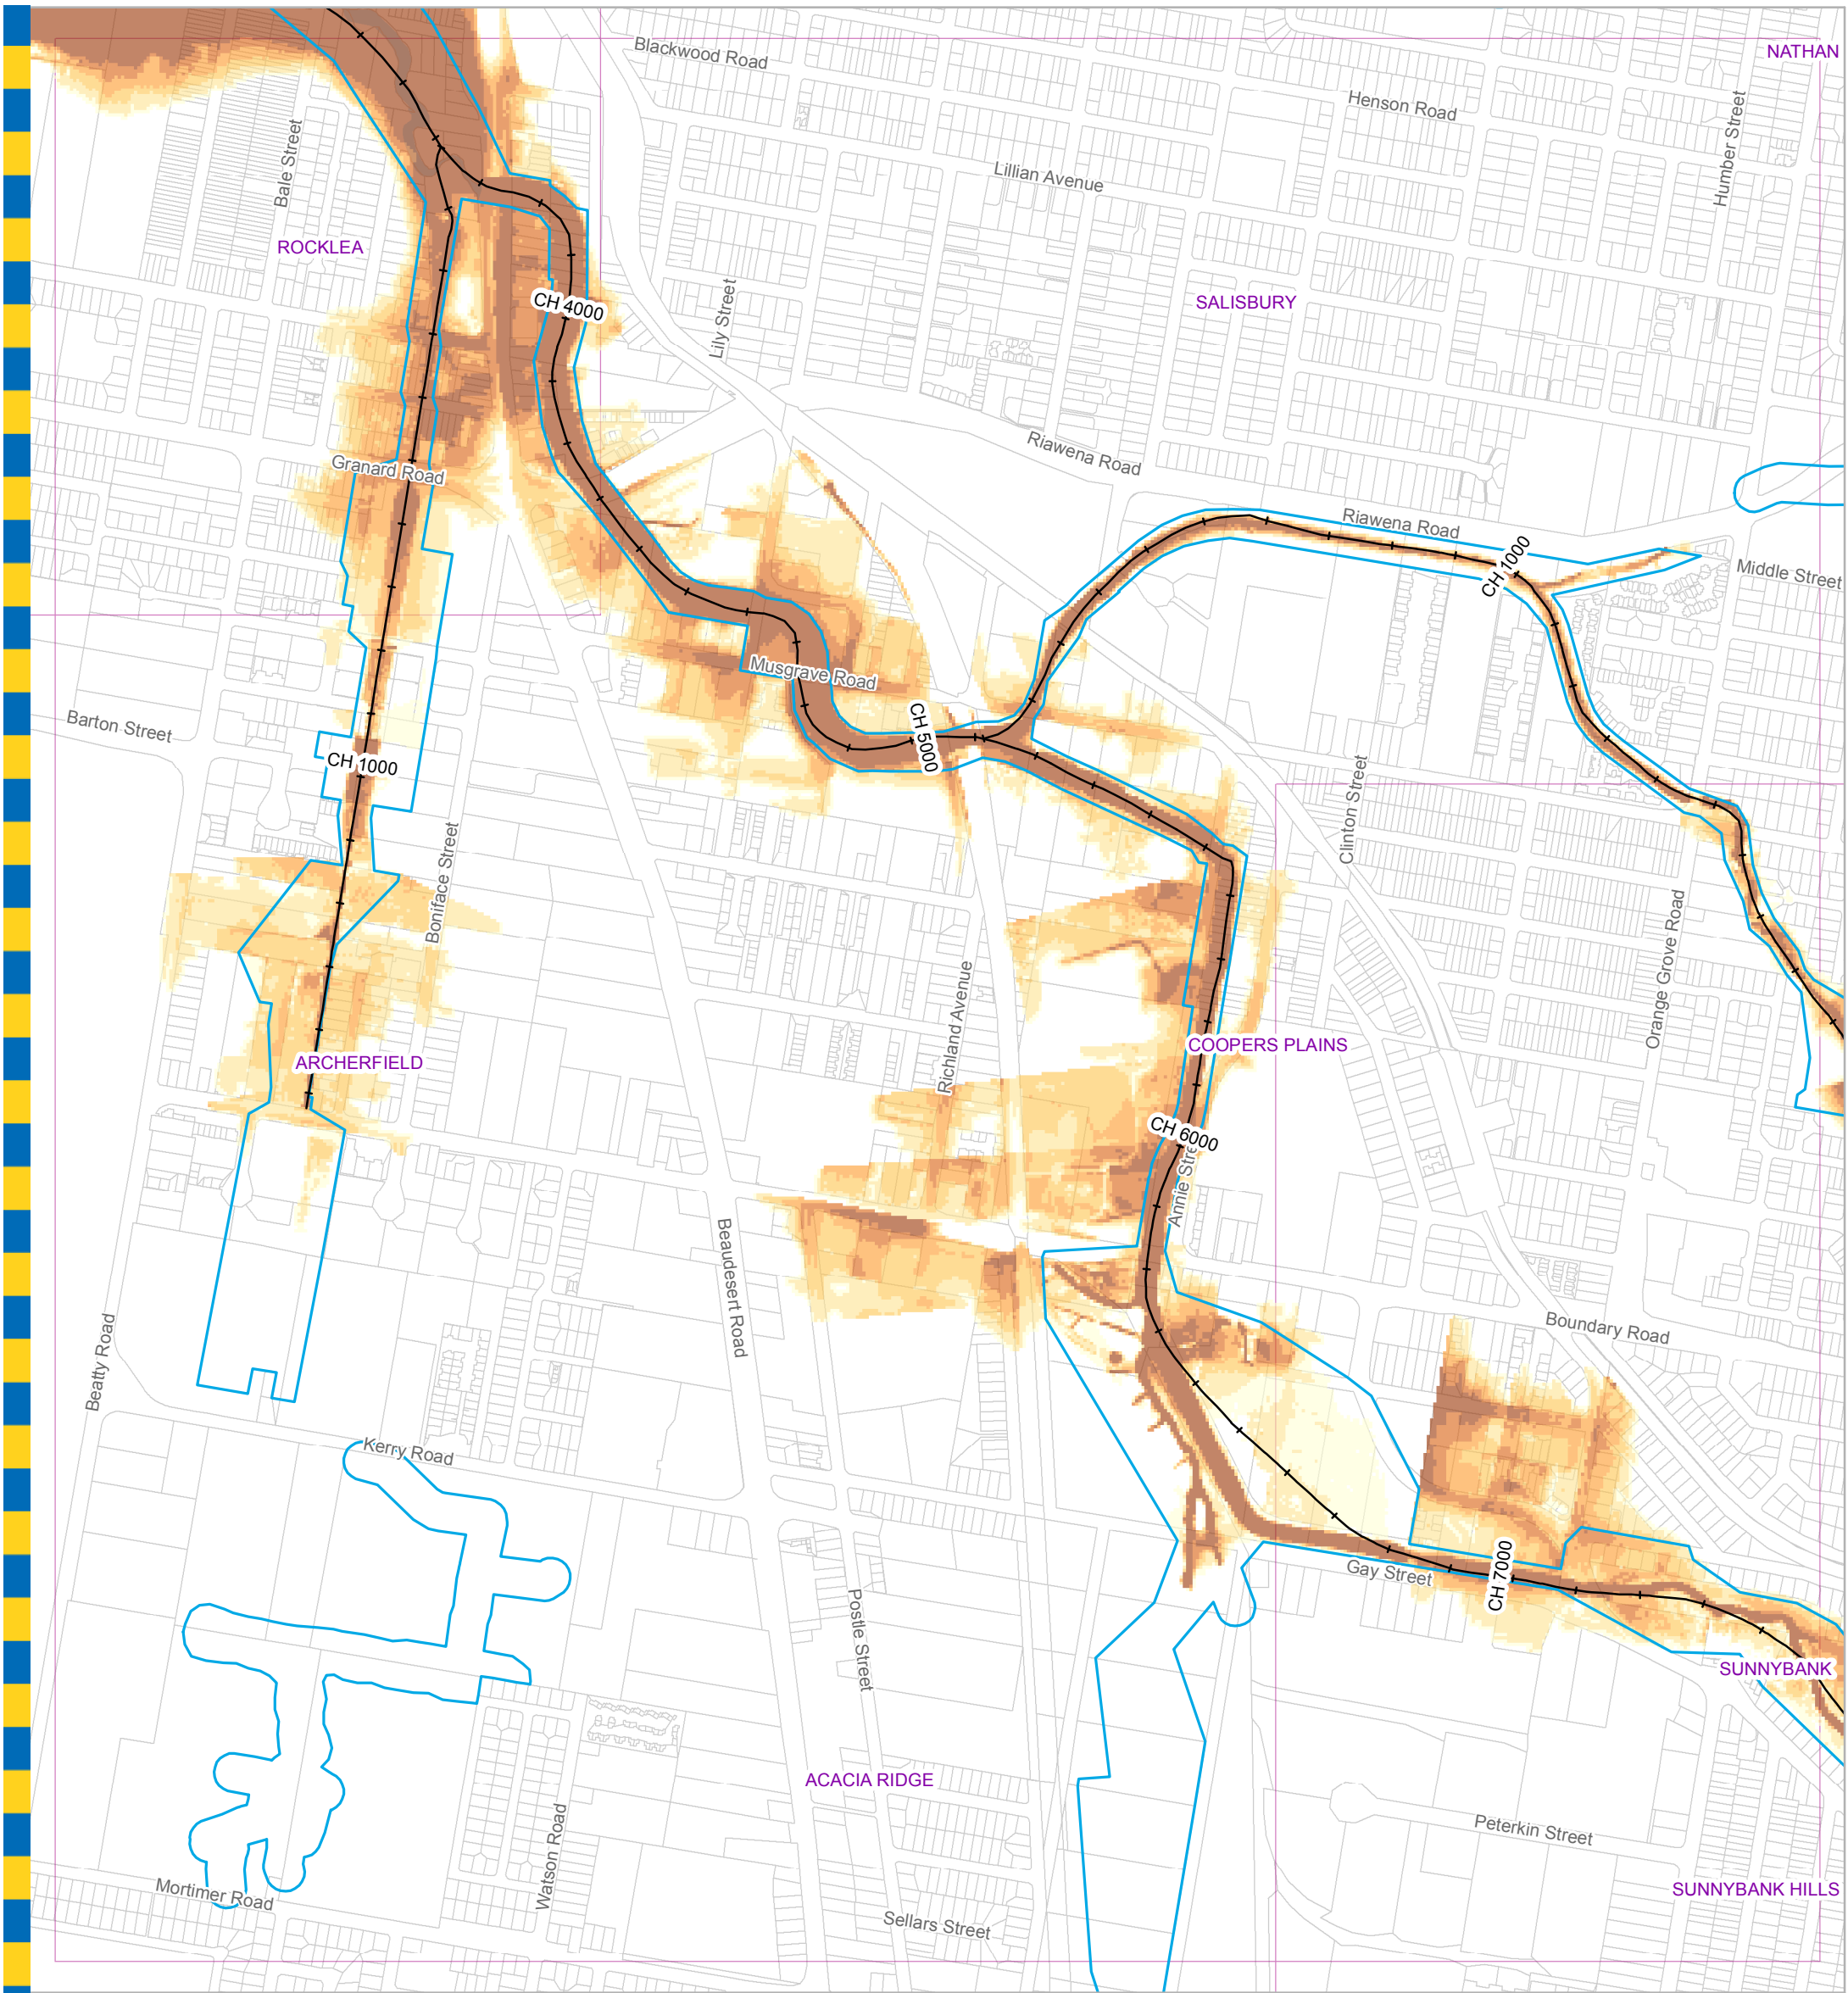 NATHAN
Blackwood Road
Henson Road
Humber Street
Bale Street
Lillian Avenue
ROCKLEA
SALISBURY
CH 4000
Lily Street
Riawena Road
Granard Road
Riawena Road
CH 1000
Middle Street
Musgrave Road
Barton Street
CH 5000
CH 1000
Clinton Street
Boniface Street
Orange Grove Road
Richland Avenue
COOPERS PLAINS
ARCHERFIELD
CH 6000
Annie Stre
Beaudesert Road
Boundary Road
Beatty Road
Kerry Road
Gay Street
CH 7000
Postle Street
SUNNYBANK
ACACIA RIDGE
Peterkin Street
Watson Road
SUNNYBANK HILLS
Mortimer Road
Sellars Street